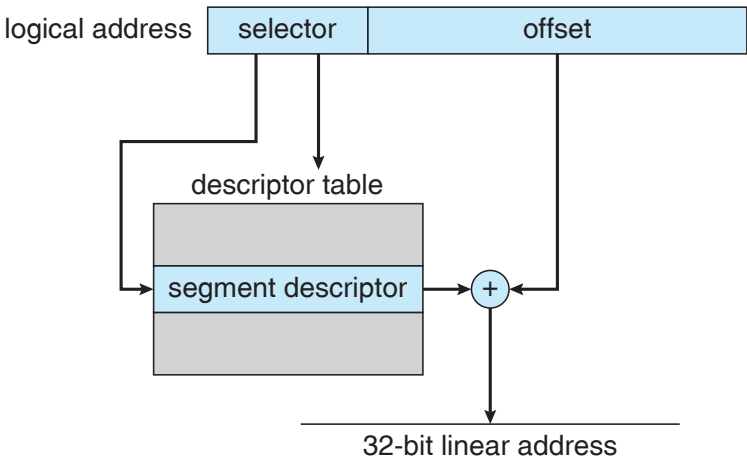 logical address selector offset
descriptor table
segment descriptor +
32-bit linear address